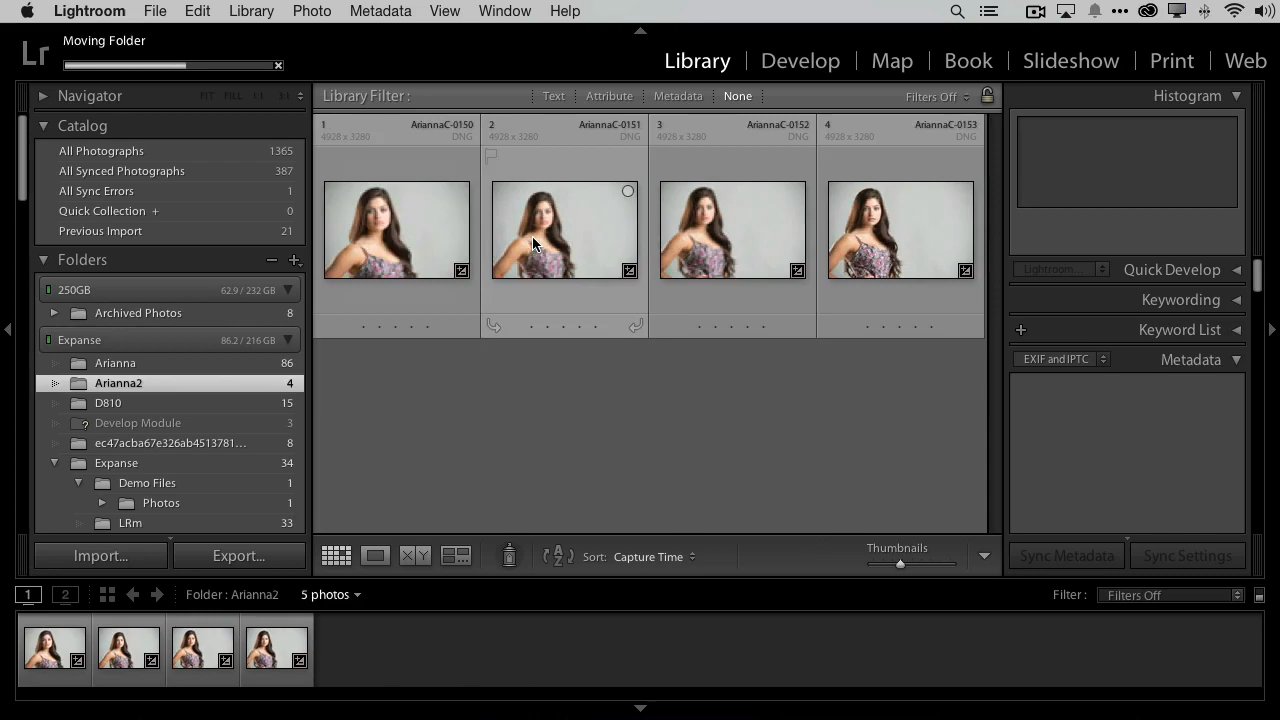 Lightroom File Edit Library Photo Metadata View Window Help
Lr
Moving Folder
Library Develop Map Book Slideshow Print Web
Navigator FIT FILL 1:1 3:1
Catalog
All Photographs 1365
All Synced Photographs 387
All Sync Errors 1
Quick Collection + 0
Previous Import 21
Folders
250GB 62.9 / 232 GB
Archived Photos 8
Expanse 86.2 / 216 GB
Arianna 86
Arianna2 4
D810 15
Develop Module 3
ec47acba67e326ab4513781... 8
Expanse 34
Demo Files 1
Photos 1
LRm 33
Import... Export...
Library Filter : Text Attribute Metadata None Filters Off
1 AriannaC-0150
4928 x 3280 DNG
2 AriannaC-0151
4928 x 3280 DNG
3 AriannaC-0152
4928 x 3280 DNG
4 AriannaC-0153
4928 x 3280 DNG
X Y Sort: Capture Time Thumbnails
Histogram
Lightroom... Quick Develop
Keywording
Keyword List
EXIF and IPTC Metadata
Sync Metadata Sync Settings
1 2 Folder : Arianna2 5 photos Filter : Filters Off